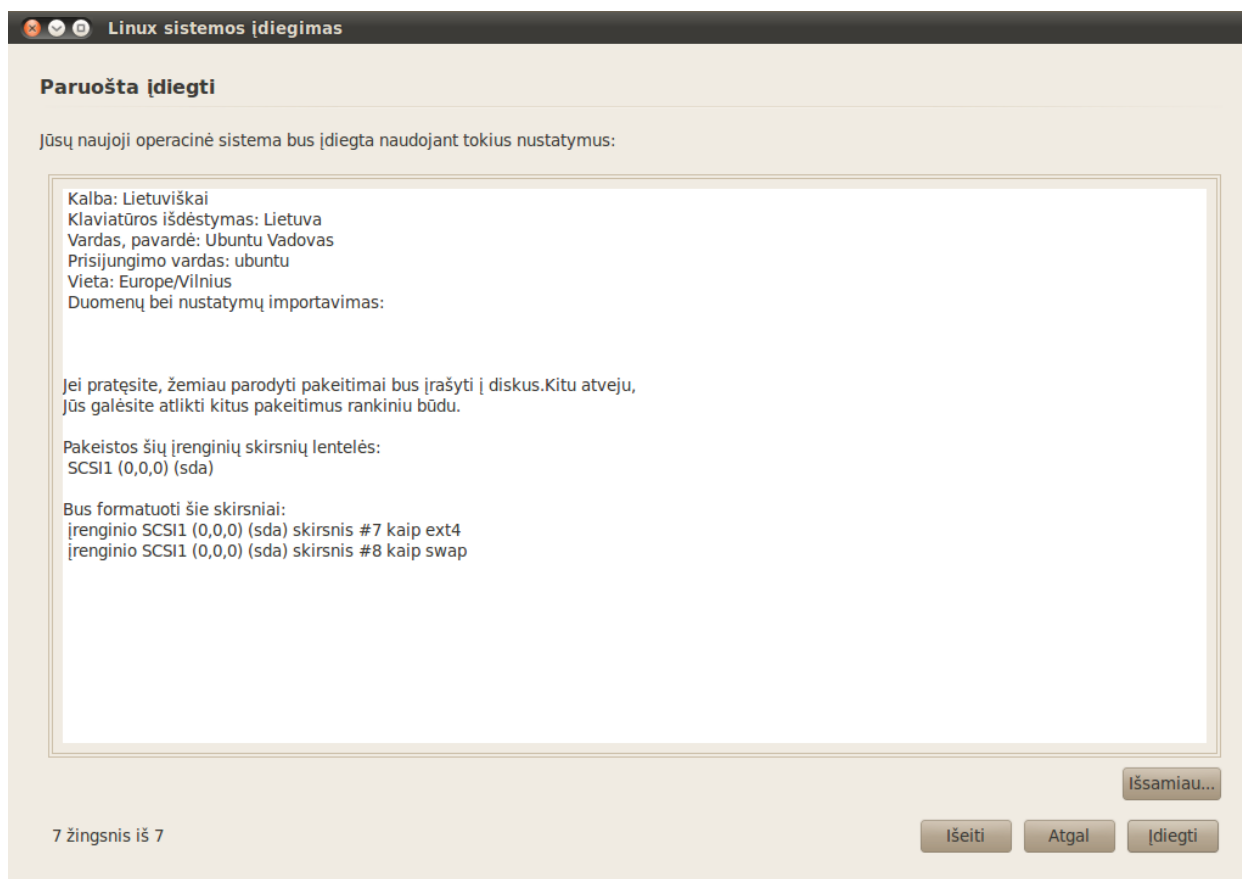 Linux sistemos įdiegimas
Paruošta įdiegti
Jūsų naujoji operacinė sistema bus įdiegta naudojant tokius nustatymus:
Kalba: Lietuviškai
Klaviatūros išdėstymas: Lietuva
Vardas, pavardė: Ubuntu Vadovas
Prisijungimo vardas: ubuntu
Vieta: Europe/Vilnius
Duomenų bei nustatymų importavimas:
Jei pratęsite, žemiau parodyti pakeitimai bus įrašyti į diskus.Kitu atveju,
Jūs galėsite atlikti kitus pakeitimus rankiniu būdu.
Pakeistos šių įrenginių skirsnių lentelės:
SCSI1 (0,0,0) (sda)
Bus formatuoti šie skirsniai:
įrenginio SCSI1 (0,0,0) (sda) skirsnis #7 kaip ext4
įrenginio SCSI1 (0,0,0) (sda) skirsnis #8 kaip swap
Išsamiau...
7 žingsnis iš 7
Išeiti
Atgal
Įdiegti